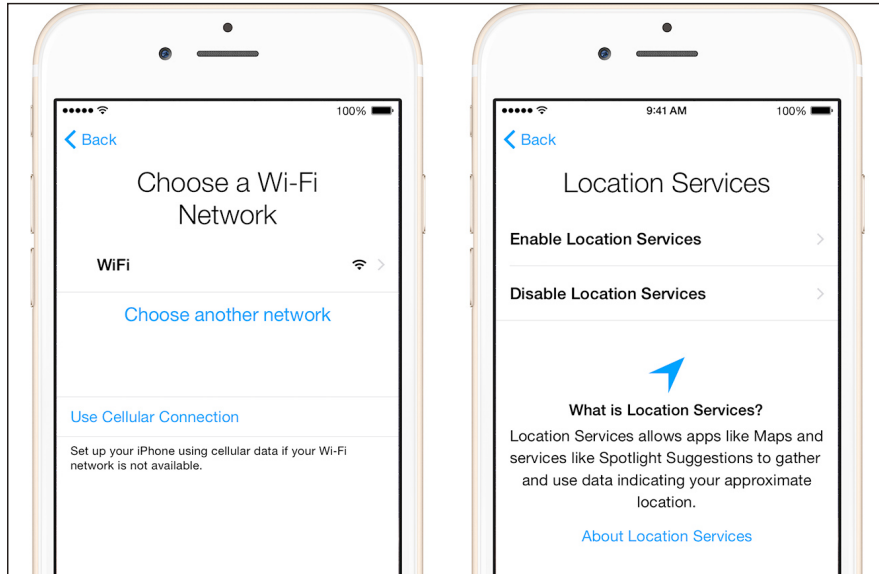 100%
Back
Choose a Wi-Fi
Network
WiFi
Choose another network
Use Cellular Connection
Set up your iPhone using cellular data if your Wi-Fi
network is not available.
9:41 AM
100%
Back
Location Services
Enable Location Services
Disable Location Services
What is Location Services?
Location Services allows apps like Maps and
services like Spotlight Suggestions to gather
and use data indicating your approximate
location.
About Location Services